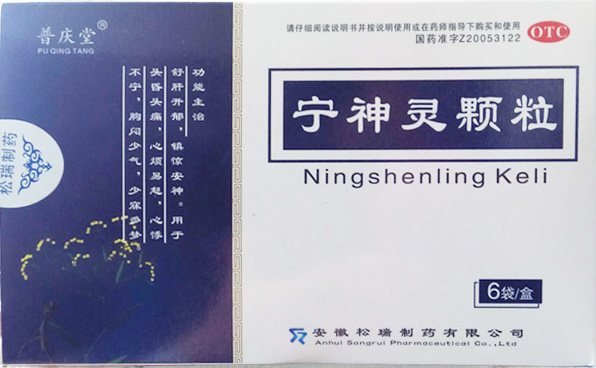 普庆堂®
PU QING TANG
功能主治
舒肝开郁，镇惊安神。用于
头昏头痛，心烦易怒，心悸
不宁，胸闷少气，少寐多梦
松瑞制药
请仔细阅读说明书并按说明使用或在药师指导下购买和使用
国药准字Z20053122
OTC
宁神灵颗粒
Ningshenling Keli
6袋/盒
安徽松瑞制药有限公司
Anhui Songrui Pharmaceutical Co.,Ltd